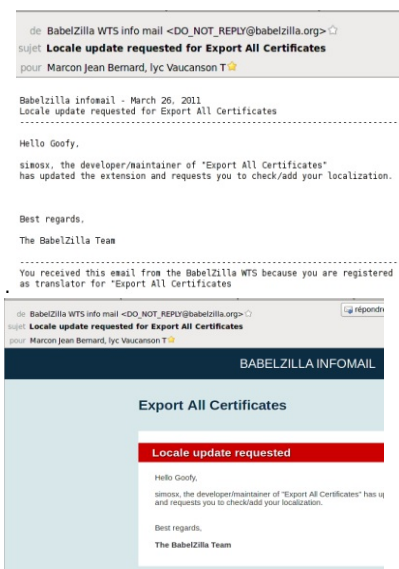 de BabelZilla WTS info mail <DO_NOT_REPLY@babelzilla.org>
sujet Locale update requested for Export All Certificates
pour Marcon Jean Bernard, lyc Vaucanson T
Babelzilla infomail - March 26, 2011
Locale update requested for Export All Certificates
Hello Goofy,
simosx, the developer/maintainer of "Export All Certificates"
has updated the extension and requests you to check/add your localization.
Best regards,
The BabelZilla Team
You received this email from the BabelZilla WTS because you are registered
as translator for "Export All Certificates
.
de BabelZilla WTS info mail <DO_NOT_REPLY@babelzilla.org>
répondre
sujet Locale update requested for Export All Certificates
pour Marcon Jean Bernard, lyc Vaucanson T
BABELZILLA INFOMAIL
Export All Certificates
Locale update requested
Hello Goofy,
simosx, the developer/maintainer of "Export All Certificates" has
and requests you to check/add your localization.
Best regards,
The BabelZilla Team